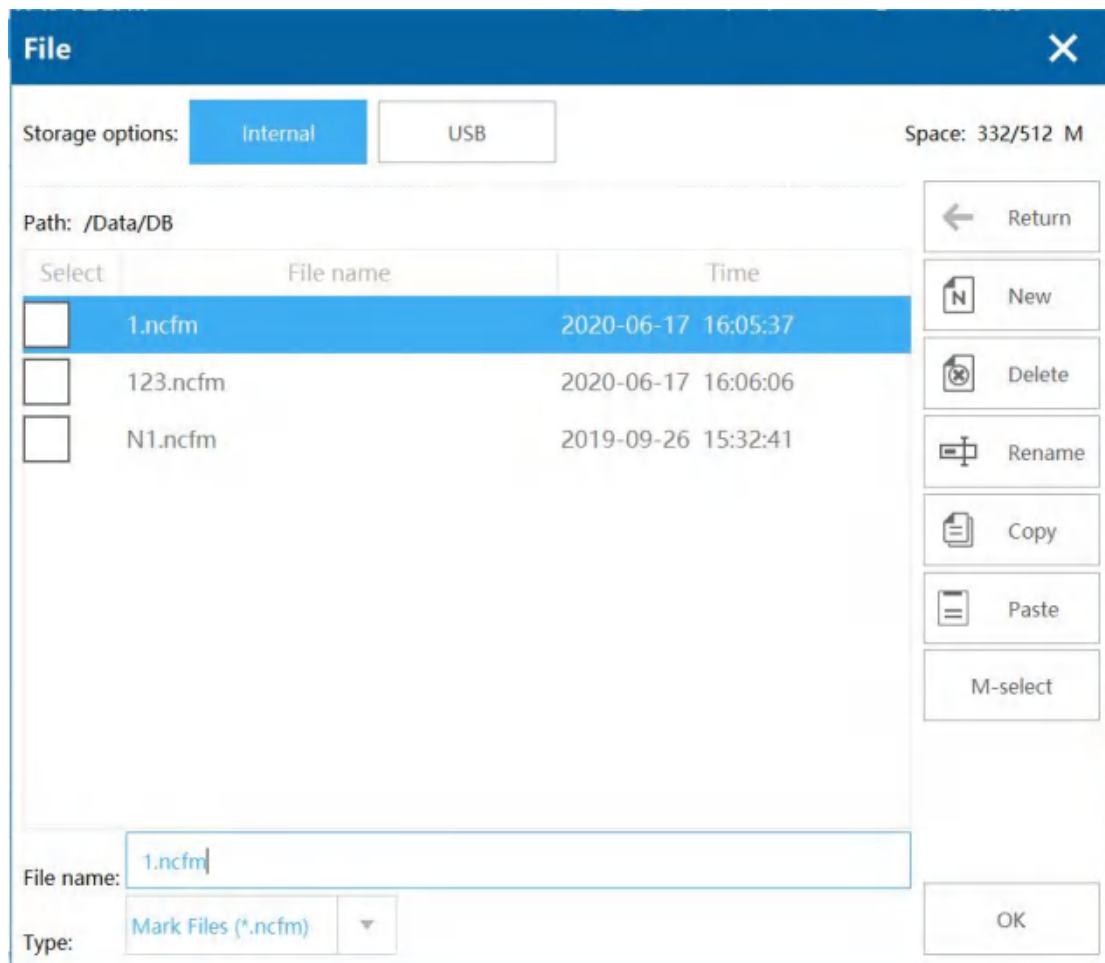 File
Storage options: Internal USB Space: 332/512 M
Path: /Data/DB
Return
Select File name Time
New
1.ncfm 2020-06-17 16:05:37
Delete
123.ncfm 2020-06-17 16:06:06
N1.ncfm 2019-09-26 15:32:41
Rename
Copy
Paste
M-select
File name: 1.ncfm
Type: Mark Files (*.ncfm)
OK